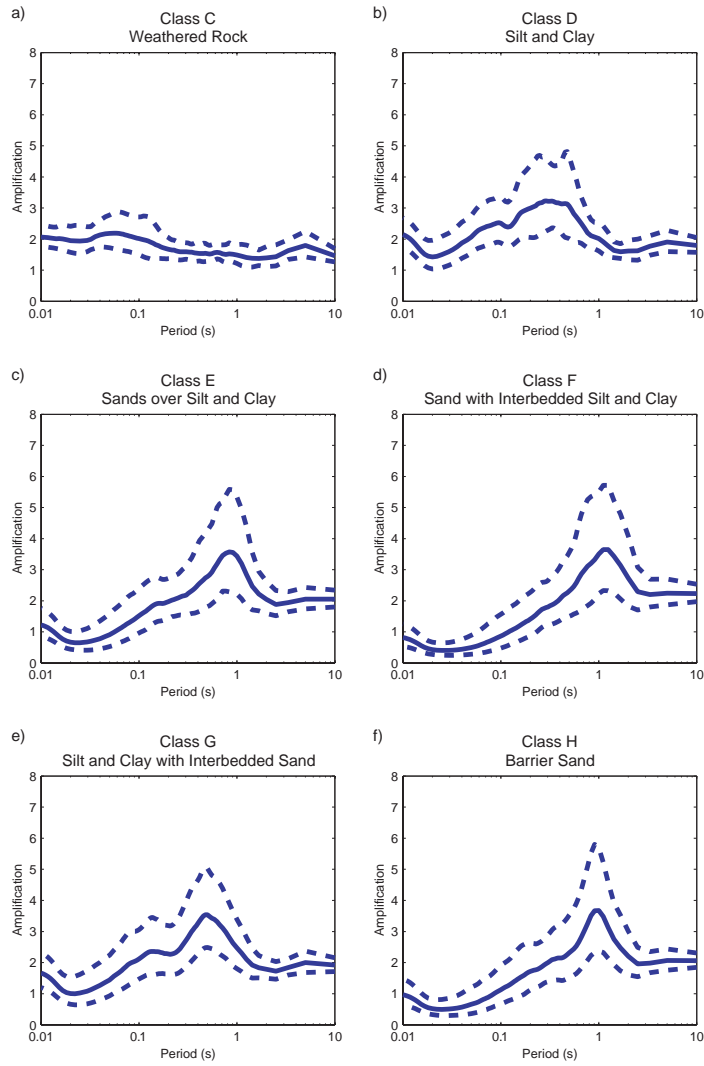 a)
Class C
Weathered Rock
8
7
6
5
4
3
2
1
0
Amplification
0.01
0.1
1
10
Period (s)
b)
Class D
Silt and Clay
8
7
6
5
4
3
2
1
0
Amplification
0.01
0.1
1
10
Period (s)
c)
Class E
Sands over Silt and Clay
8
7
6
5
4
3
2
1
0
Amplification
0.01
0.1
1
10
Period (s)
d)
Class F
Sand with Interbedded Silt and Clay
8
7
6
5
4
3
2
1
0
Amplification
0.01
0.1
1
10
Period (s)
e)
Class G
Silt and Clay with Interbedded Sand
8
7
6
5
4
3
2
1
0
Amplification
0.01
0.1
1
10
Period (s)
f)
Class H
Barrier Sand
8
7
6
5
4
3
2
1
0
Amplification
0.01
0.1
1
10
Period (s)